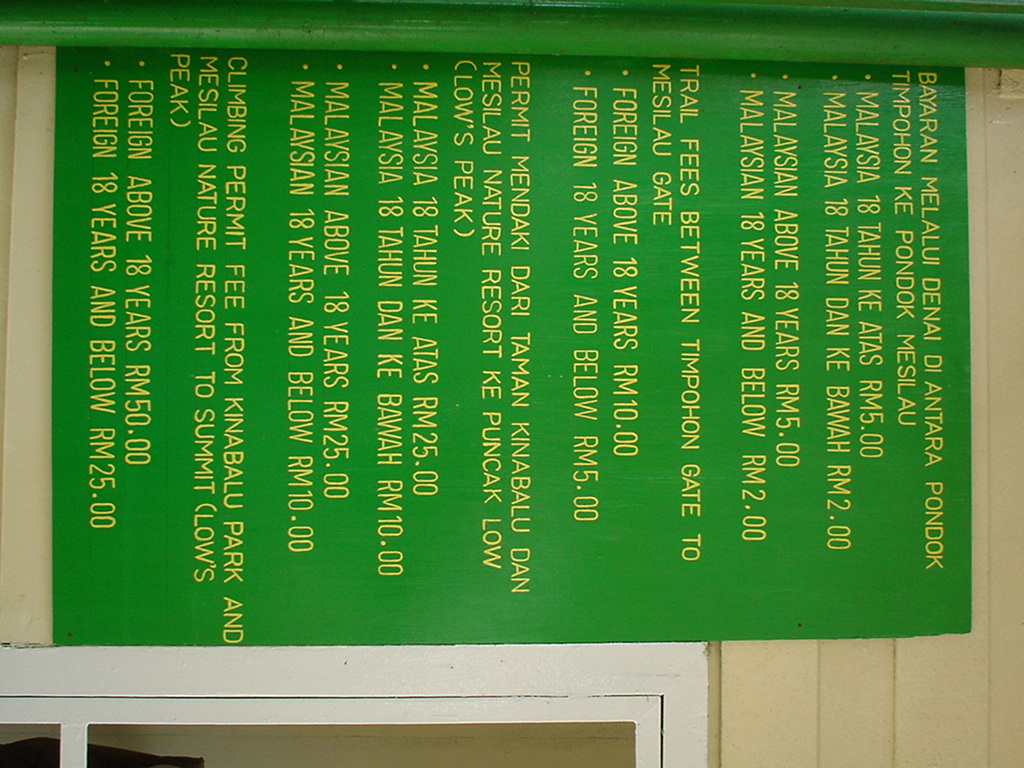 BAYARAN MELALUI DENAI DI ANTARA PONDOK
TIMPOHON KE PONDOK MESILAU
• MALAYSIA 18 TAHUN KE ATAS RM5.00
• MALAYSIA 18 TAHUN DAN KE BAWAH RM2.00
• MALAYSIAN ABOVE 18 YEARS RM5.00
• MALAYSIAN 18 YEARS AND BELOW RM2.00
TRAIL FEES BETWEEN TIMPOHON GATE TO
MESILAU GATE
• FOREIGN ABOVE 18 YEARS RM10.00
• FOREIGN 18 YEARS AND BELOW RM5.00
PERMIT MENDAKI DARI TAMAN KINABALU DAN
MESILAU NATURE RESORT KE PUNCAK LOW
(LOW'S PEAK)
• MALAYSIA 18 TAHUN KE ATAS RM25.00
• MALAYSIA 18 TAHUN DAN KE BAWAH RM10.00
• MALAYSIAN ABOVE 18 YEARS RM25.00
• MALAYSIAN 18 YEARS AND BELOW RM10.00
CLIMBING PERMIT FEE FROM KINABALU PARK AND
MESILAU NATURE RESORT TO SUMMIT (LOW'S
PEAK)
• FOREIGN ABOVE 18 YEARS RM50.00
• FOREIGN 18 YEARS AND BELOW RM25.00